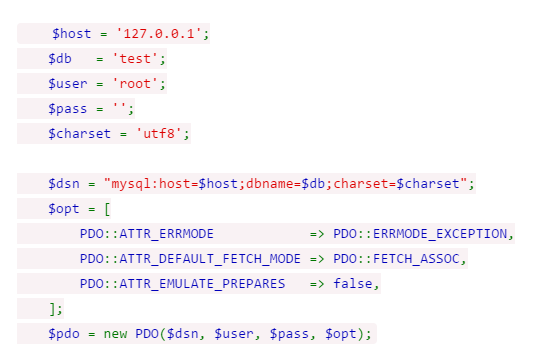 $host = '127.0.0.1';
$db   = 'test';
$user = 'root';
$pass = '';
$charset = 'utf8';
$dsn = "mysql:host=$host;dbname=$db;charset=$charset";
$opt = [
    PDO::ATTR_ERRMODE            => PDO::ERRMODE_EXCEPTION,
    PDO::ATTR_DEFAULT_FETCH_MODE => PDO::FETCH_ASSOC,
    PDO::ATTR_EMULATE_PREPARES   => false,
];
$pdo = new PDO($dsn, $user, $pass, $opt);